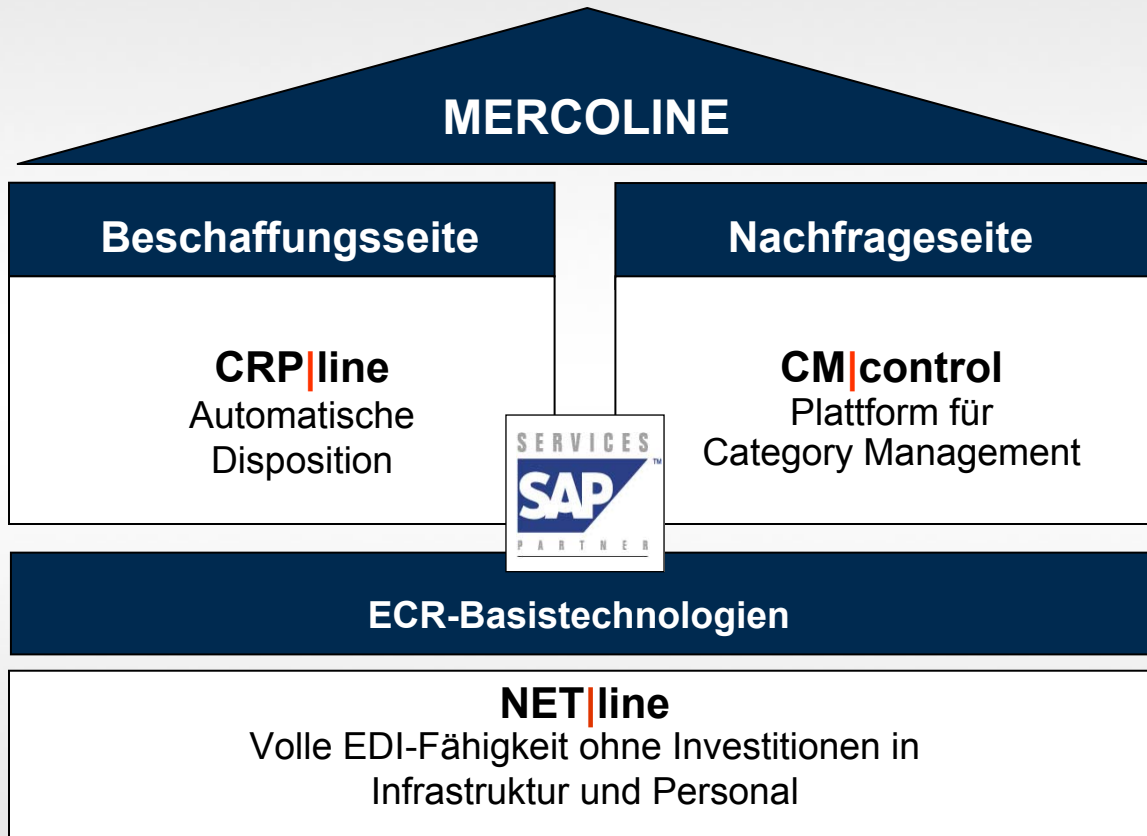 MERCOLINE
Beschaffungsseite
CRP|line
Automatische
Disposition
Nachfrageseite
CM|control
Plattform für
Category Management
SERVICES
SAP™
PARTNER
ECR-Basistechnologien
NET|line
Volle EDI-Fähigkeit ohne Investitionen in
Infrastruktur und Personal